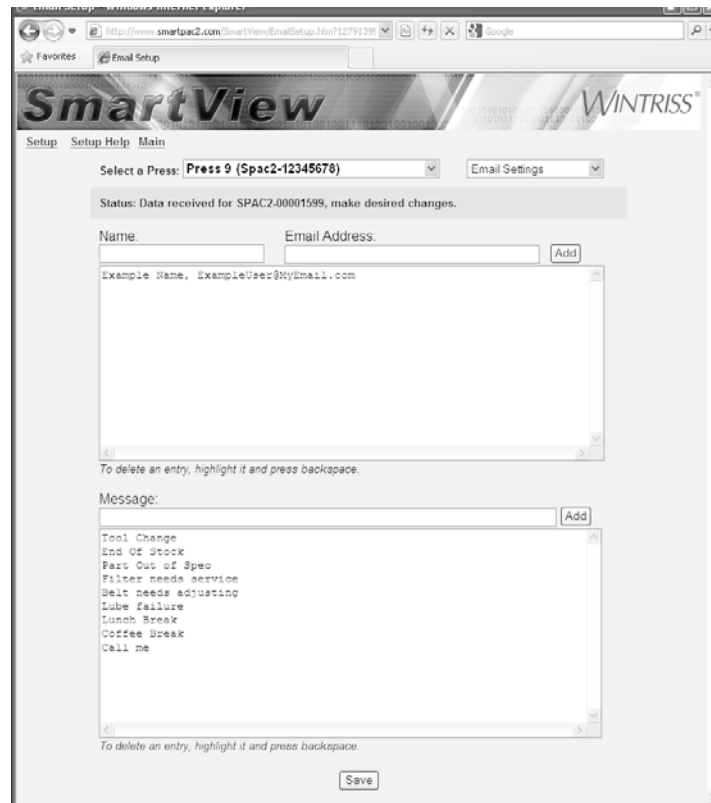 Email Setup - Windows Internet Explorer
http://www.smartpac2.com/SmartView/EmailSetup.htm?1279139
Google
Favorites
Email Setup
SmartView
WINTRISS®
Setup Setup Help Main
Select a Press: Press 9 (Spac2-12345678) Email Settings
Status: Data received for SPAC2-00001599, make desired changes.
Name: Email Address:
Add
Example Name, ExampleUser@MyEmail.com
To delete an entry, highlight it and press backspace.
Message:
Add
Tool Change
End Of Stock
Part Out of Spec
Filter needs service
Belt needs adjusting
Lube failure
Lunch Break
Coffee Break
Call me
To delete an entry, highlight it and press backspace.
Save